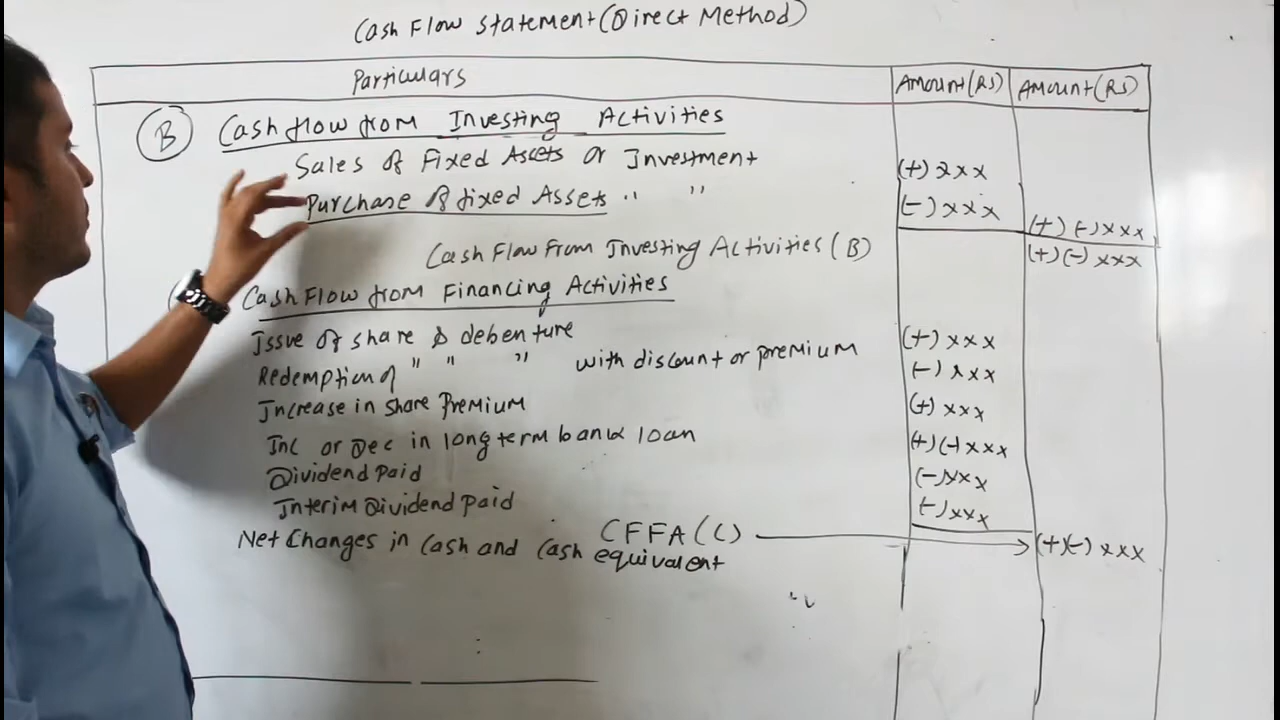 Cash Flow Statement (Direct Method)
Particulars Amount (RS) Amount (RS)
B Cash flow from Investing Activities
Sales of Fixed Assets or Investment (+) xxx
Purchase of fixed Assets " " (-) xxx (+) (-) xxx
Cash Flow From Investing Activities (B) (+) (-) xxx
Cash Flow from Financing Activities
Issue of share & debenture (+) xxx
Redemption of " " " with discount or premium (-) xxx
Increase in share Premium (+) xxx
Inc or Dec in long term bank loan (+) (-) xxx
Dividend Paid (-) xxx
Interim Dividend Paid (-) xxx
CFFA (C) (+) (-) xxx
Net Changes in Cash and Cash equivalent